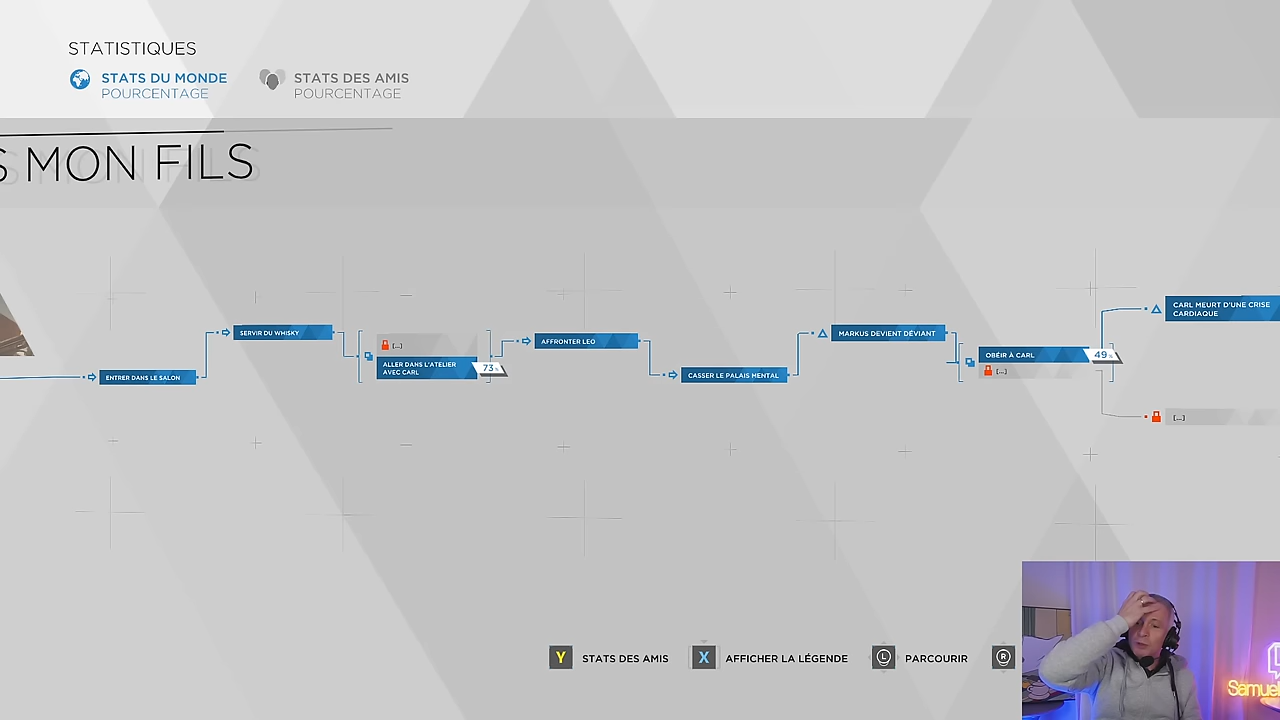 STATISTIQUES
STATS DU MONDE
POURCENTAGE
STATS DES AMIS
POURCENTAGE
S MON FILS
ENTRER DANS LE SALON
SERVIR DU WHISKY
[...]
ALLER DANS L'ATELIER
AVEC CARL
73%
AFFRONTER LEO
CASSER LE PALAIS MENTAL
MARKUS DEVIENT DÉVIANT
OBÉIR À CARL
49%
[...]
CARL MEURT D'UNE CRISE
CARDIAQUE
[...]
Y STATS DES AMIS
X AFFICHER LA LÉGENDE
L PARCOURIR
R
Samuel